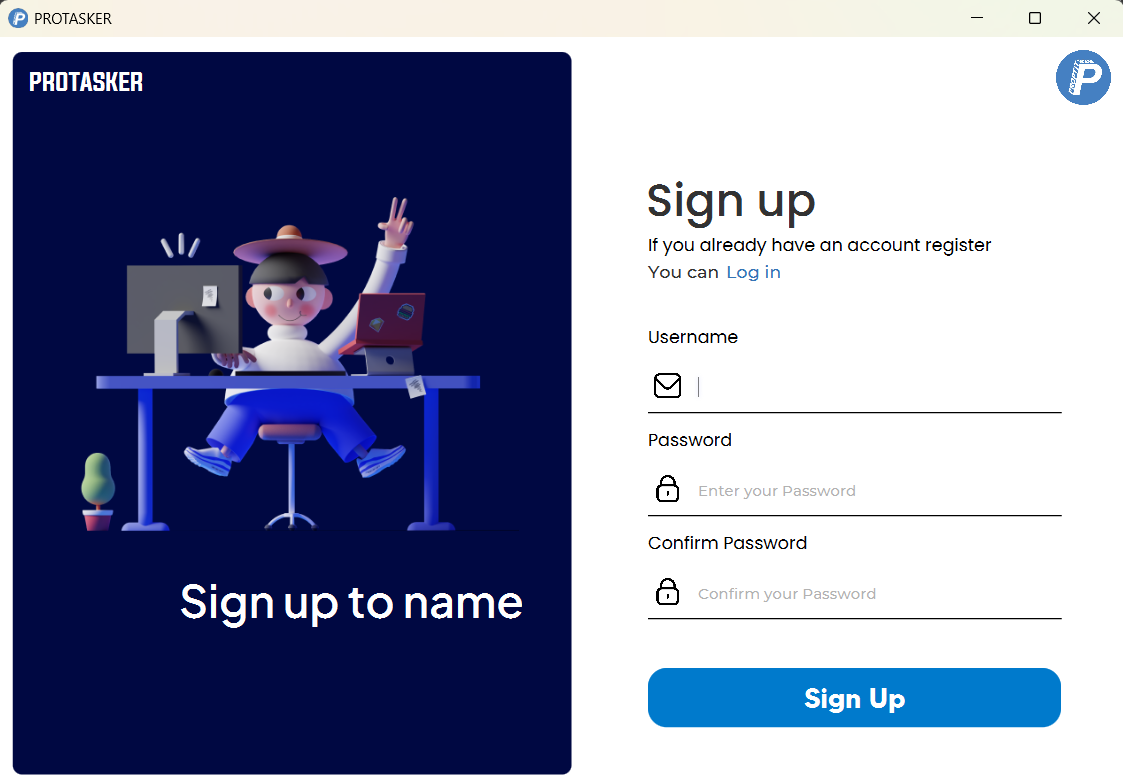 PROTASKER
PROTASKER
P
Sign up
If you already have an account register
You can Log in
Username
Password
Enter your Password
Confirm Password
Confirm your Password
Sign up to name
Sign Up